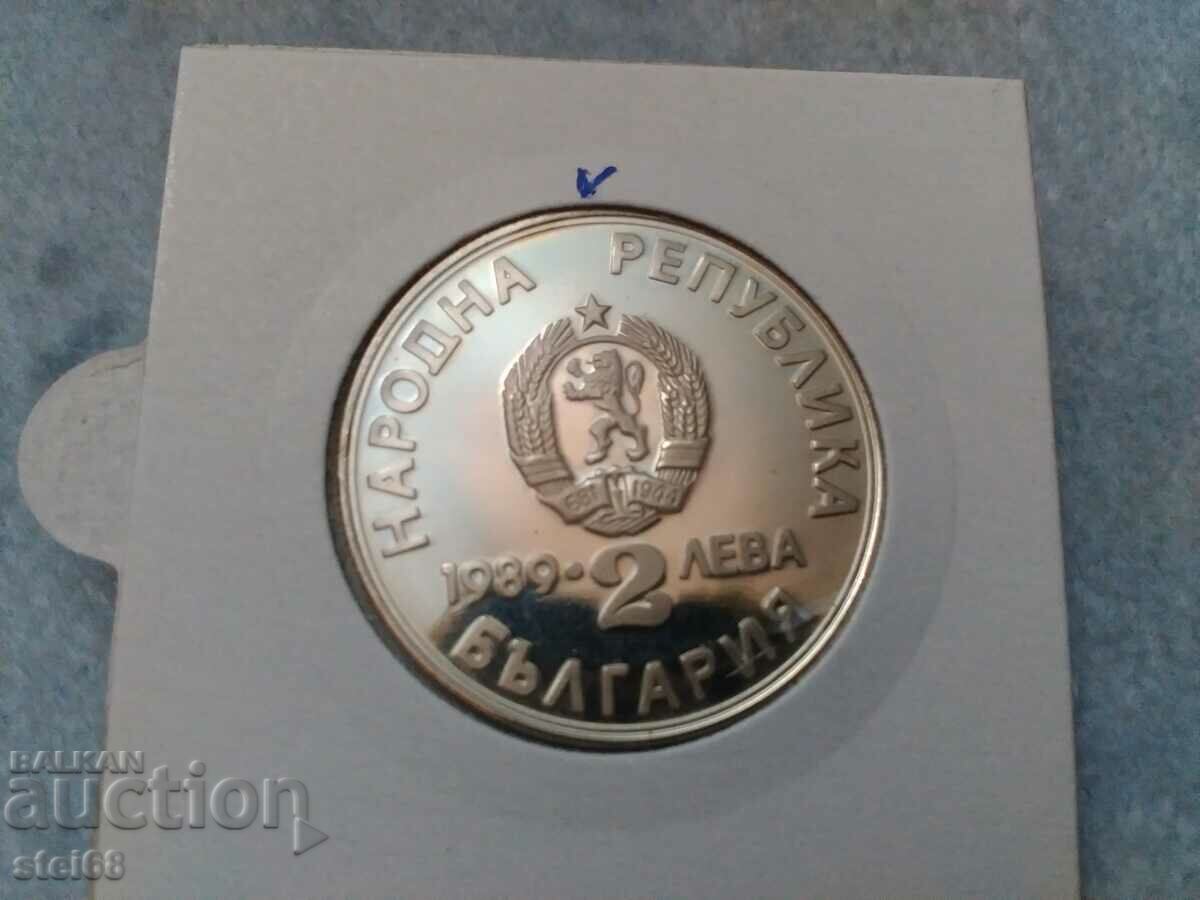 НАРОДНА РЕПУБЛИКА
681 1944
1989 • 2 ЛЕВА
БЪЛГАРИЯ
BALKAN
auction
stei68